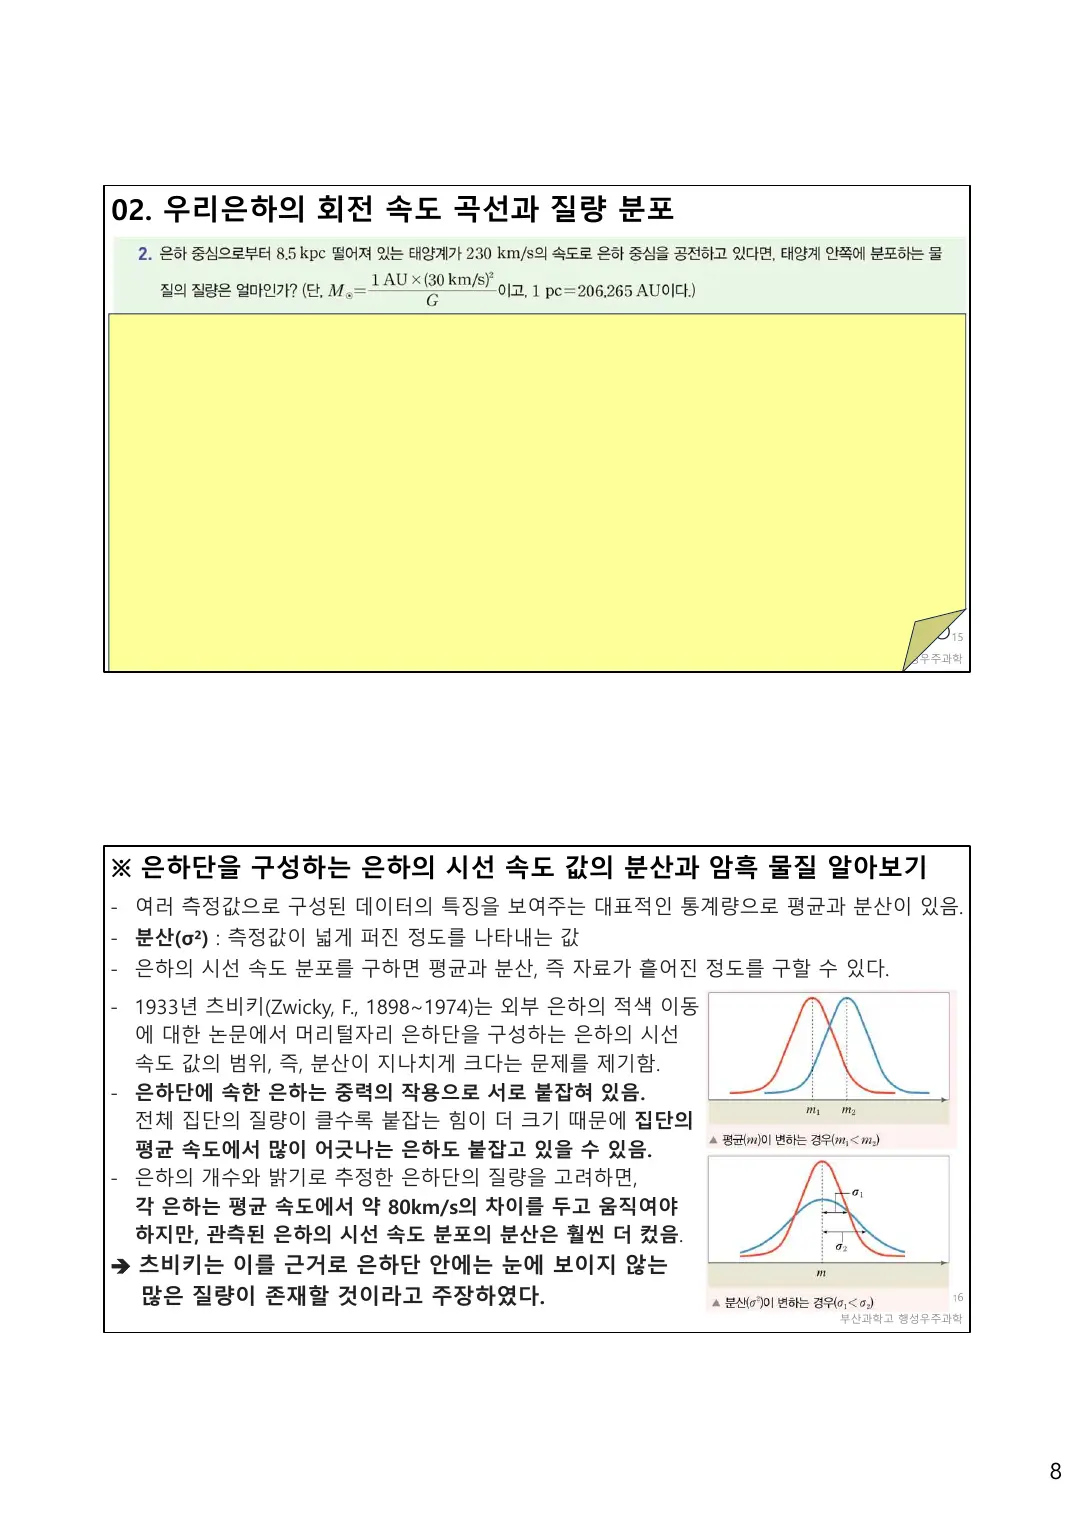 02. 우리은하의 회전 속도 곡선과 질량 분포
2. 은하 중심으로부터 8.5 kpc 떨어져 있는 태양계가 230 km/s의 속도로 은하 중심을 공전하고 있다면, 태양계 안쪽에 분포하는 물
질의 질량은 얼마인가? (단, M☉=1 AU×(30 km/s)²/G이고, 1 pc=206,265 AU이다.)
15
우주과학
※ 은하단을 구성하는 은하의 시선 속도 값의 분산과 암흑 물질 알아보기
- 여러 측정값으로 구성된 데이터의 특징을 보여주는 대표적인 통계량으로 평균과 분산이 있음.
- 분산(σ²) : 측정값이 넓게 퍼진 정도를 나타내는 값
- 은하의 시선 속도 분포를 구하면 평균과 분산, 즉 자료가 흩어진 정도를 구할 수 있다.
- 1933년 츠비키(Zwicky, F., 1898~1974)는 외부 은하의 적색 이동
에 대한 논문에서 머리털자리 은하단을 구성하는 은하의 시선
속도 값의 범위, 즉, 분산이 지나치게 크다는 문제를 제기함.
- 은하단에 속한 은하는 중력의 작용으로 서로 붙잡혀 있음.
전체 집단의 질량이 클수록 붙잡는 힘이 더 크기 때문에 집단의
평균 속도에서 많이 어긋나는 은하도 붙잡고 있을 수 있음.
- 은하의 개수와 밝기로 추정한 은하단의 질량을 고려하면,
각 은하는 평균 속도에서 약 80km/s의 차이를 두고 움직여야
하지만, 관측된 은하의 시선 속도 분포의 분산은 훨씬 더 컸음.
➔ 츠비키는 이를 근거로 은하단 안에는 눈에 보이지 않는
많은 질량이 존재할 것이라고 주장하였다.
m₁ m₂
▲ 평균(m)이 변하는 경우(m₁<m₂)
σ₁
σ₂
m
▲ 분산(σ²)이 변하는 경우(σ₁<σ₂)
16
부산과학고 행성우주과학
8